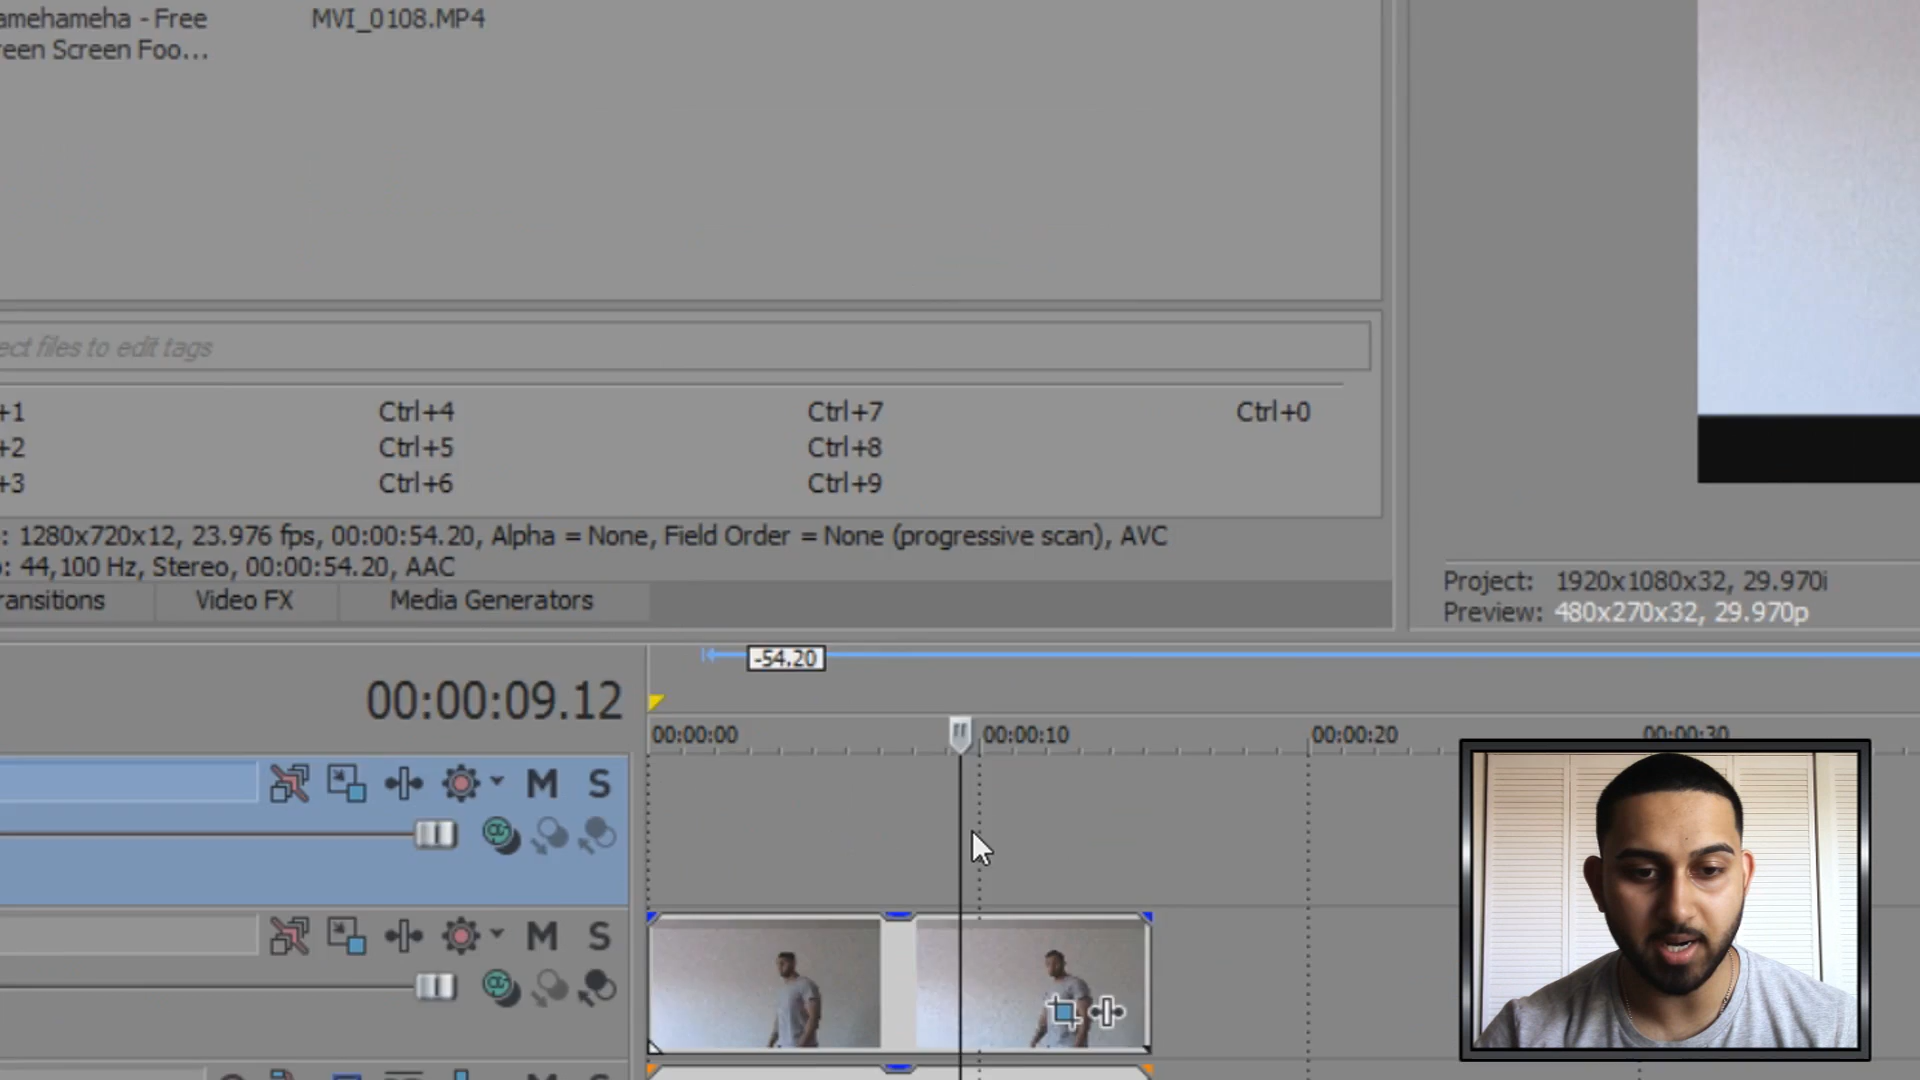 amehameha - Free
MVI_0108.MP4
reen Screen Foo...
ect files to edit tags
+1
Ctrl+4
Ctrl+7
Ctrl+0
+2
Ctrl+5
Ctrl+8
+3
Ctrl+6
Ctrl+9
: 1280x720x12, 23.976 fps, 00:00:54.20, Alpha = None, Field Order = None (progressive scan), AVC
o: 44,100 Hz, Stereo, 00:00:54.20, AAC
ransitions
Video FX
Media Generators
Project: 1920x1080x32, 29.970i
Preview: 480x270x32, 29.970p
-54.20
00:00:09.12
00:00:00
00:00:10
00:00:20
00:00:30
M S
M S